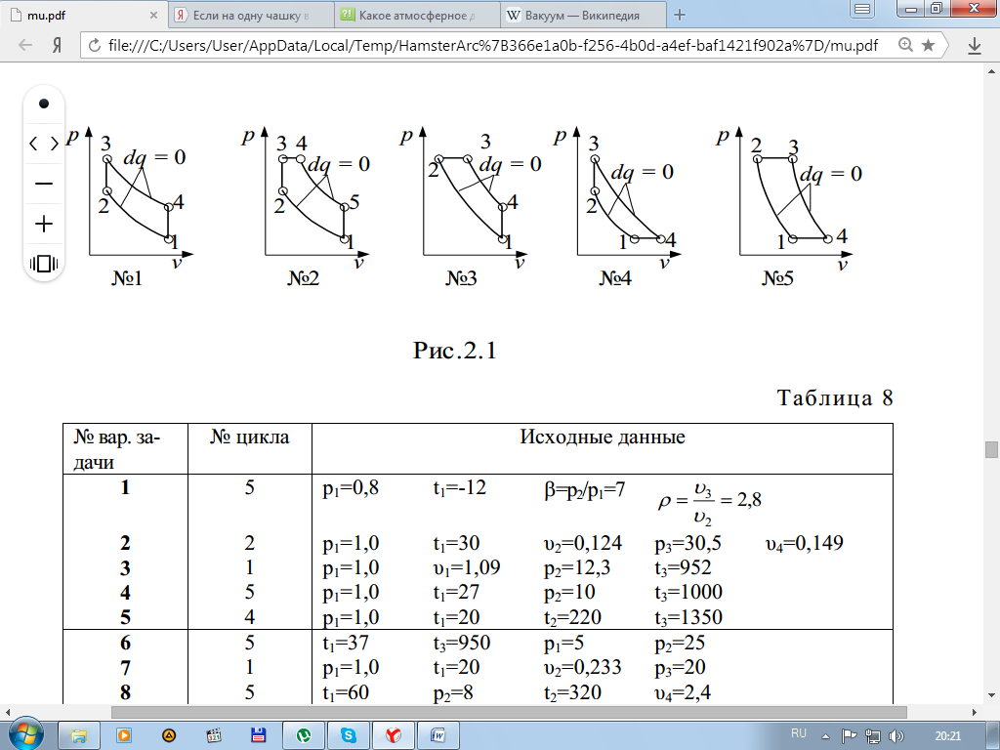 mu.pdf
Если на одну чашку в
Какое атмосферное д
Вакуум — Википедия
file:///C:/Users/User/AppData/Local/Temp/HamsterArc%7B366e1a0b-f256-4b0d-a4ef-baf1421f902a%7D/mu.pdf
p 3 dq = 0 2 4 1 v №1
p 3 4 dq = 0 2 5 1 v №2
p 3 2 dq = 0 4 1 v №3
p 3 dq = 0 2 1 4 v №4
p 2 3 dq = 0 1 4 v №5
Рис.2.1
Таблица 8
№ вар. за-
дачи
№ цикла
Исходные данные
1 5 p₁=0,8 t₁=-12 β=p₂/p₁=7 ρ = υ₃/υ₂ = 2,8
2 2 p₁=1,0 t₁=30 υ₂=0,124 p₃=30,5 υ₄=0,149
3 1 p₁=1,0 υ₁=1,09 p₂=12,3 t₃=952
4 5 p₁=1,0 t₁=27 p₂=10 t₃=1000
5 4 p₁=1,0 t₁=20 t₂=220 t₃=1350
6 5 t₁=37 t₃=950 p₁=5 p₂=25
7 1 p₁=1,0 t₁=20 υ₂=0,233 p₃=20
8 5 t₁=60 p₂=8 t₂=320 υ₄=2,4
RU
20:21